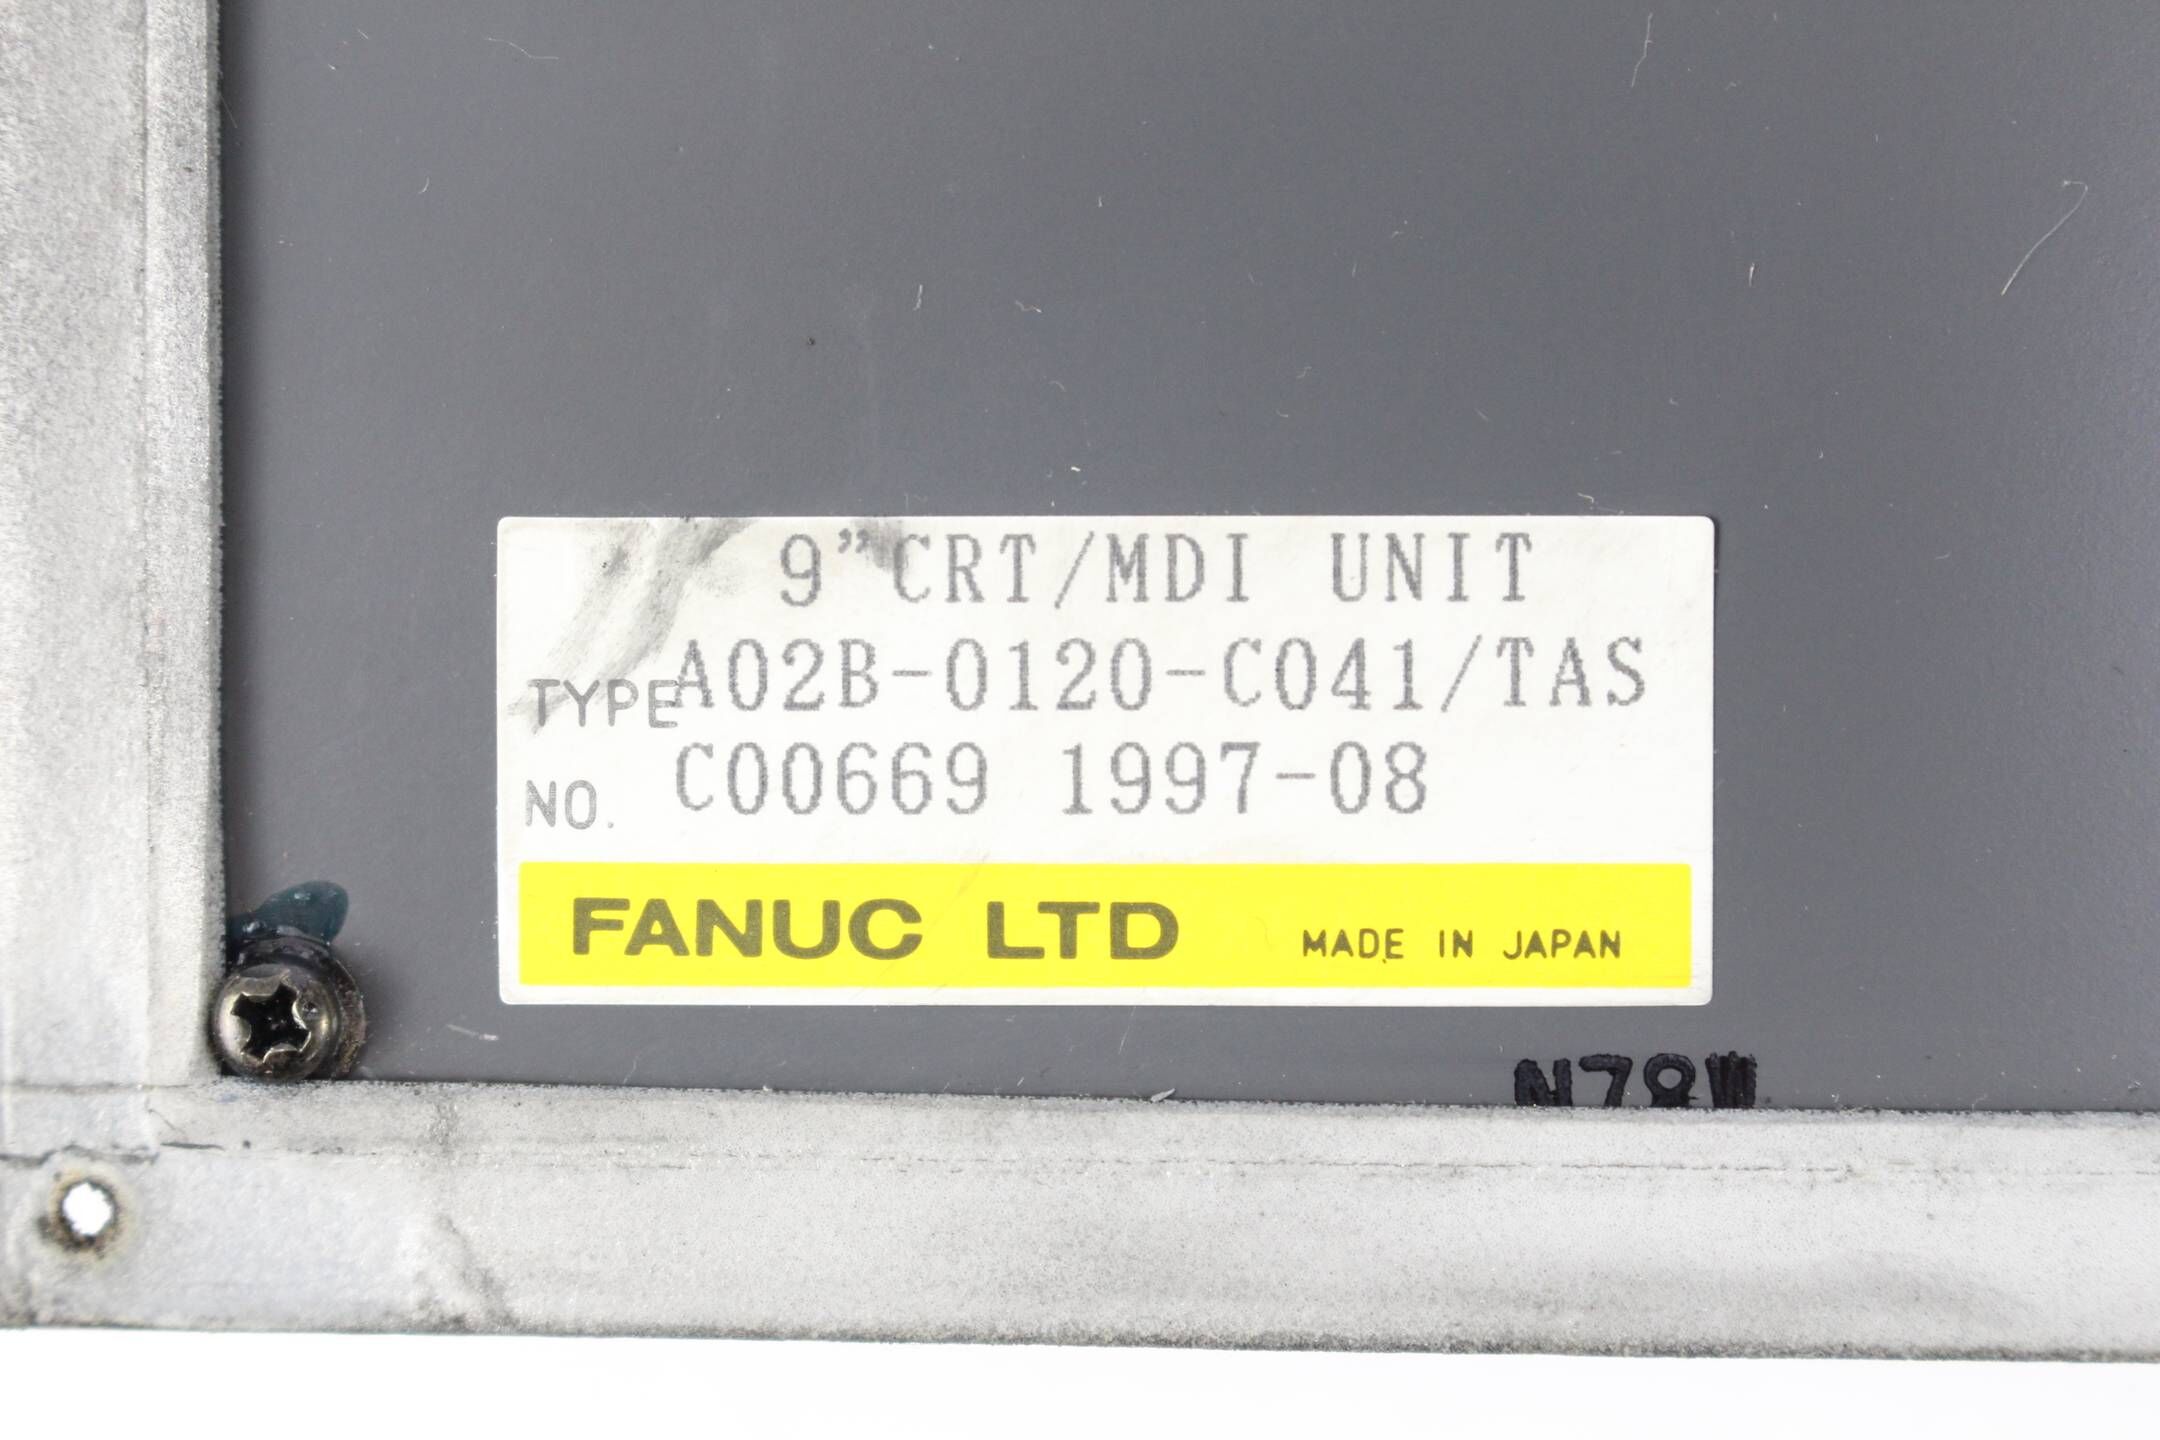 9”CRT/MDI UNIT
TYPE A02B-0120-C041/TAS
NO. C00669 1997-08
FANUC LTD MADE IN JAPAN